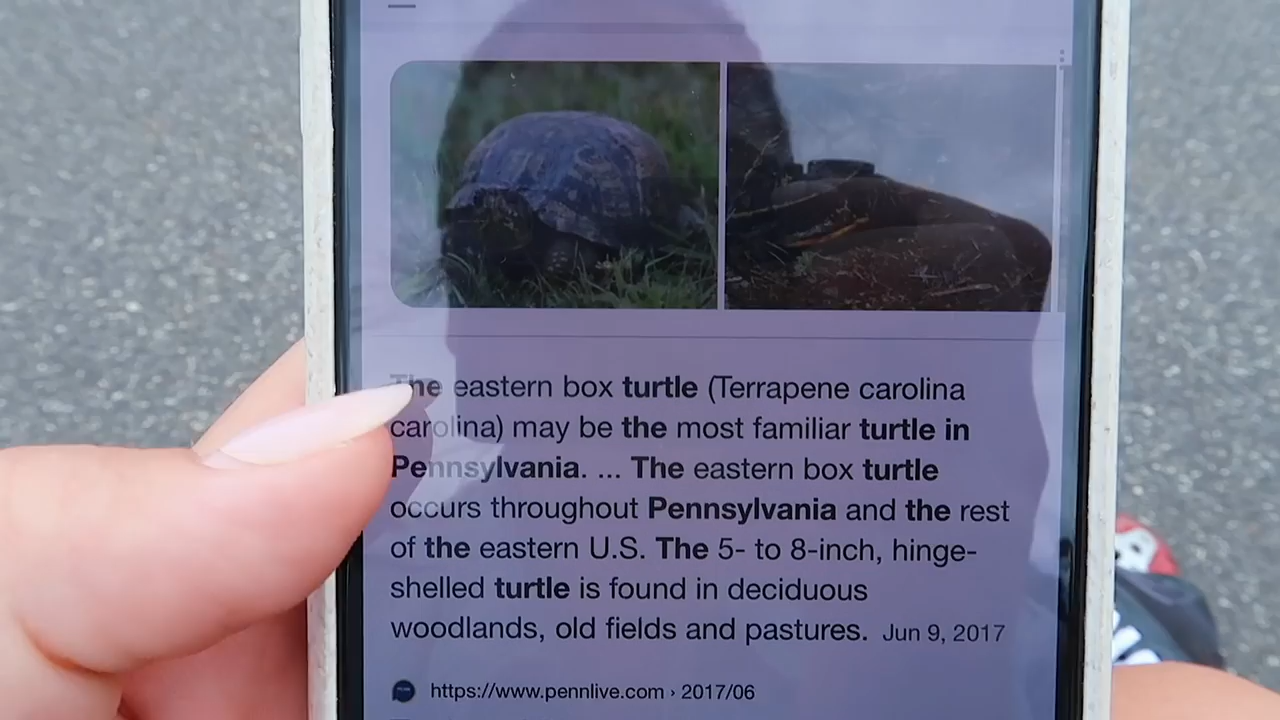 The eastern box turtle (Terrapene carolina
carolina) may be the most familiar turtle in
Pennsylvania. ... The eastern box turtle
occurs throughout Pennsylvania and the rest
of the eastern U.S. The 5- to 8-inch, hinge-
shelled turtle is found in deciduous
woodlands, old fields and pastures. Jun 9, 2017
https://www.pennlive.com › 2017/06